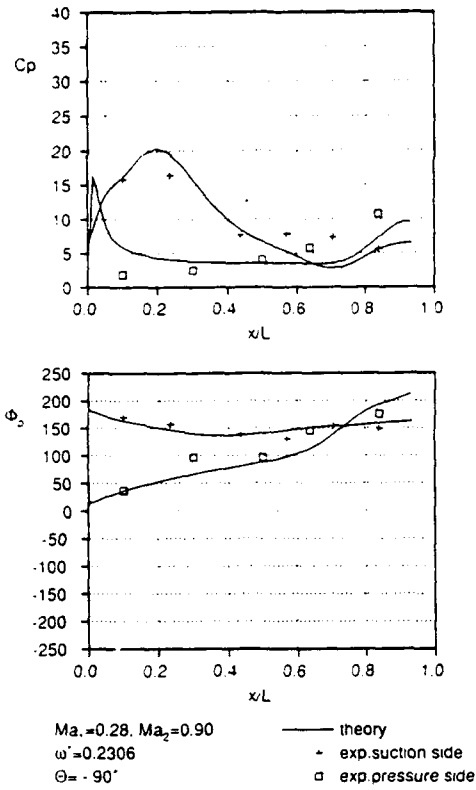 Cp
40
35
30
25
20
15
10
5
0
0.0 0.2 0.4 0.6 0.8 1.0
x/L
Φp
250
200
150
100
50
0
-50
-100
-150
-200
-250
0.0 0.2 0.4 0.6 0.8 1.0
x/L
Ma₁=0.28, Ma₂=0.90
ω*=0.2306
Θ= - 90°
theory
exp.suction side
exp.pressure side